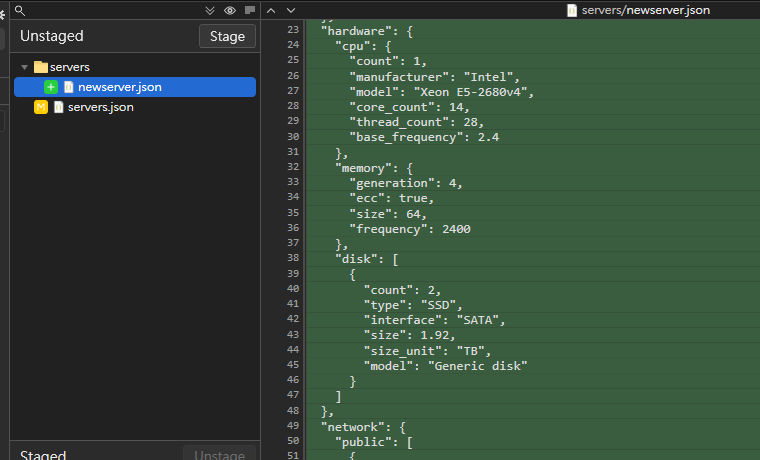 servers/newserver.json
Unstaged
Stage
servers
+ newserver.json
M servers.json
23 "hardware": {
24 "cpu": {
25 "count": 1,
26 "manufacturer": "Intel",
27 "model": "Xeon E5-2680v4",
28 "core_count": 14,
29 "thread_count": 28,
30 "base_frequency": 2.4
31 },
32 "memory": {
33 "generation": 4,
34 "ecc": true,
35 "size": 64,
36 "frequency": 2400
37 },
38 "disk": [
39 {
40 "count": 2,
41 "type": "SSD",
42 "interface": "SATA",
43 "size": 1.92,
44 "size_unit": "TB",
45 "model": "Generic disk"
46 }
47 ]
48 },
49 "network": {
50 "public": [
51 {
Staged
Unstage